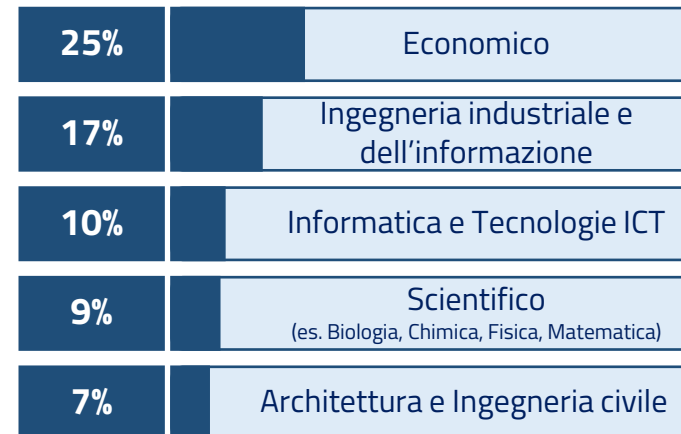 25%
Economico
17%
Ingegneria industriale e
dell’informazione
10%
Informatica e Tecnologie ICT
9%
Scientifico
(es. Biologia, Chimica, Fisica, Matematica)
7%
Architettura e Ingegneria civile